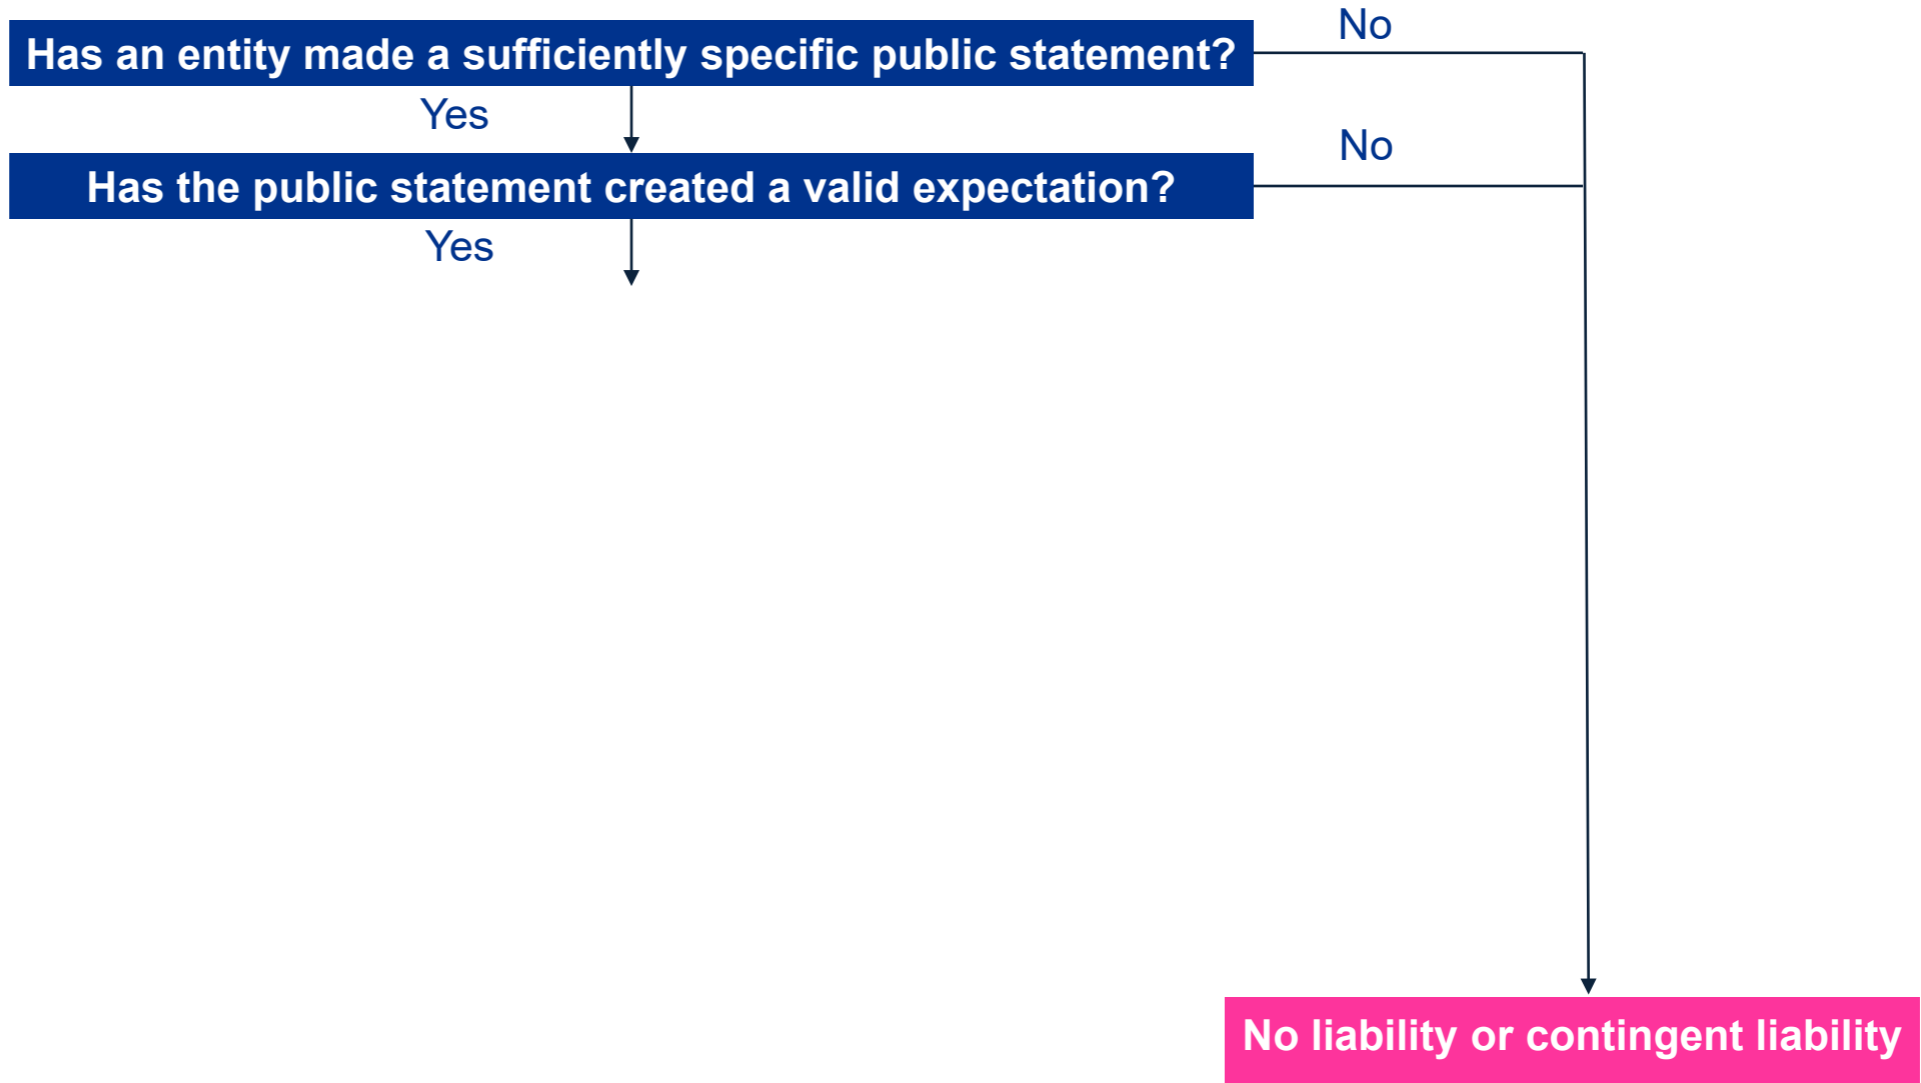 No
Has an entity made a sufficiently specific public statement?
Yes
No
Has the public statement created a valid expectation?
Yes
No liability or contingent liability